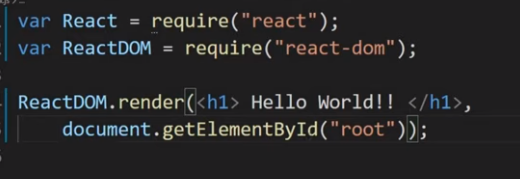 var React = require("react");
var ReactDOM = require("react-dom");
ReactDOM.render(<h1> Hello World!! </h1>,
document.getElementById("root"));